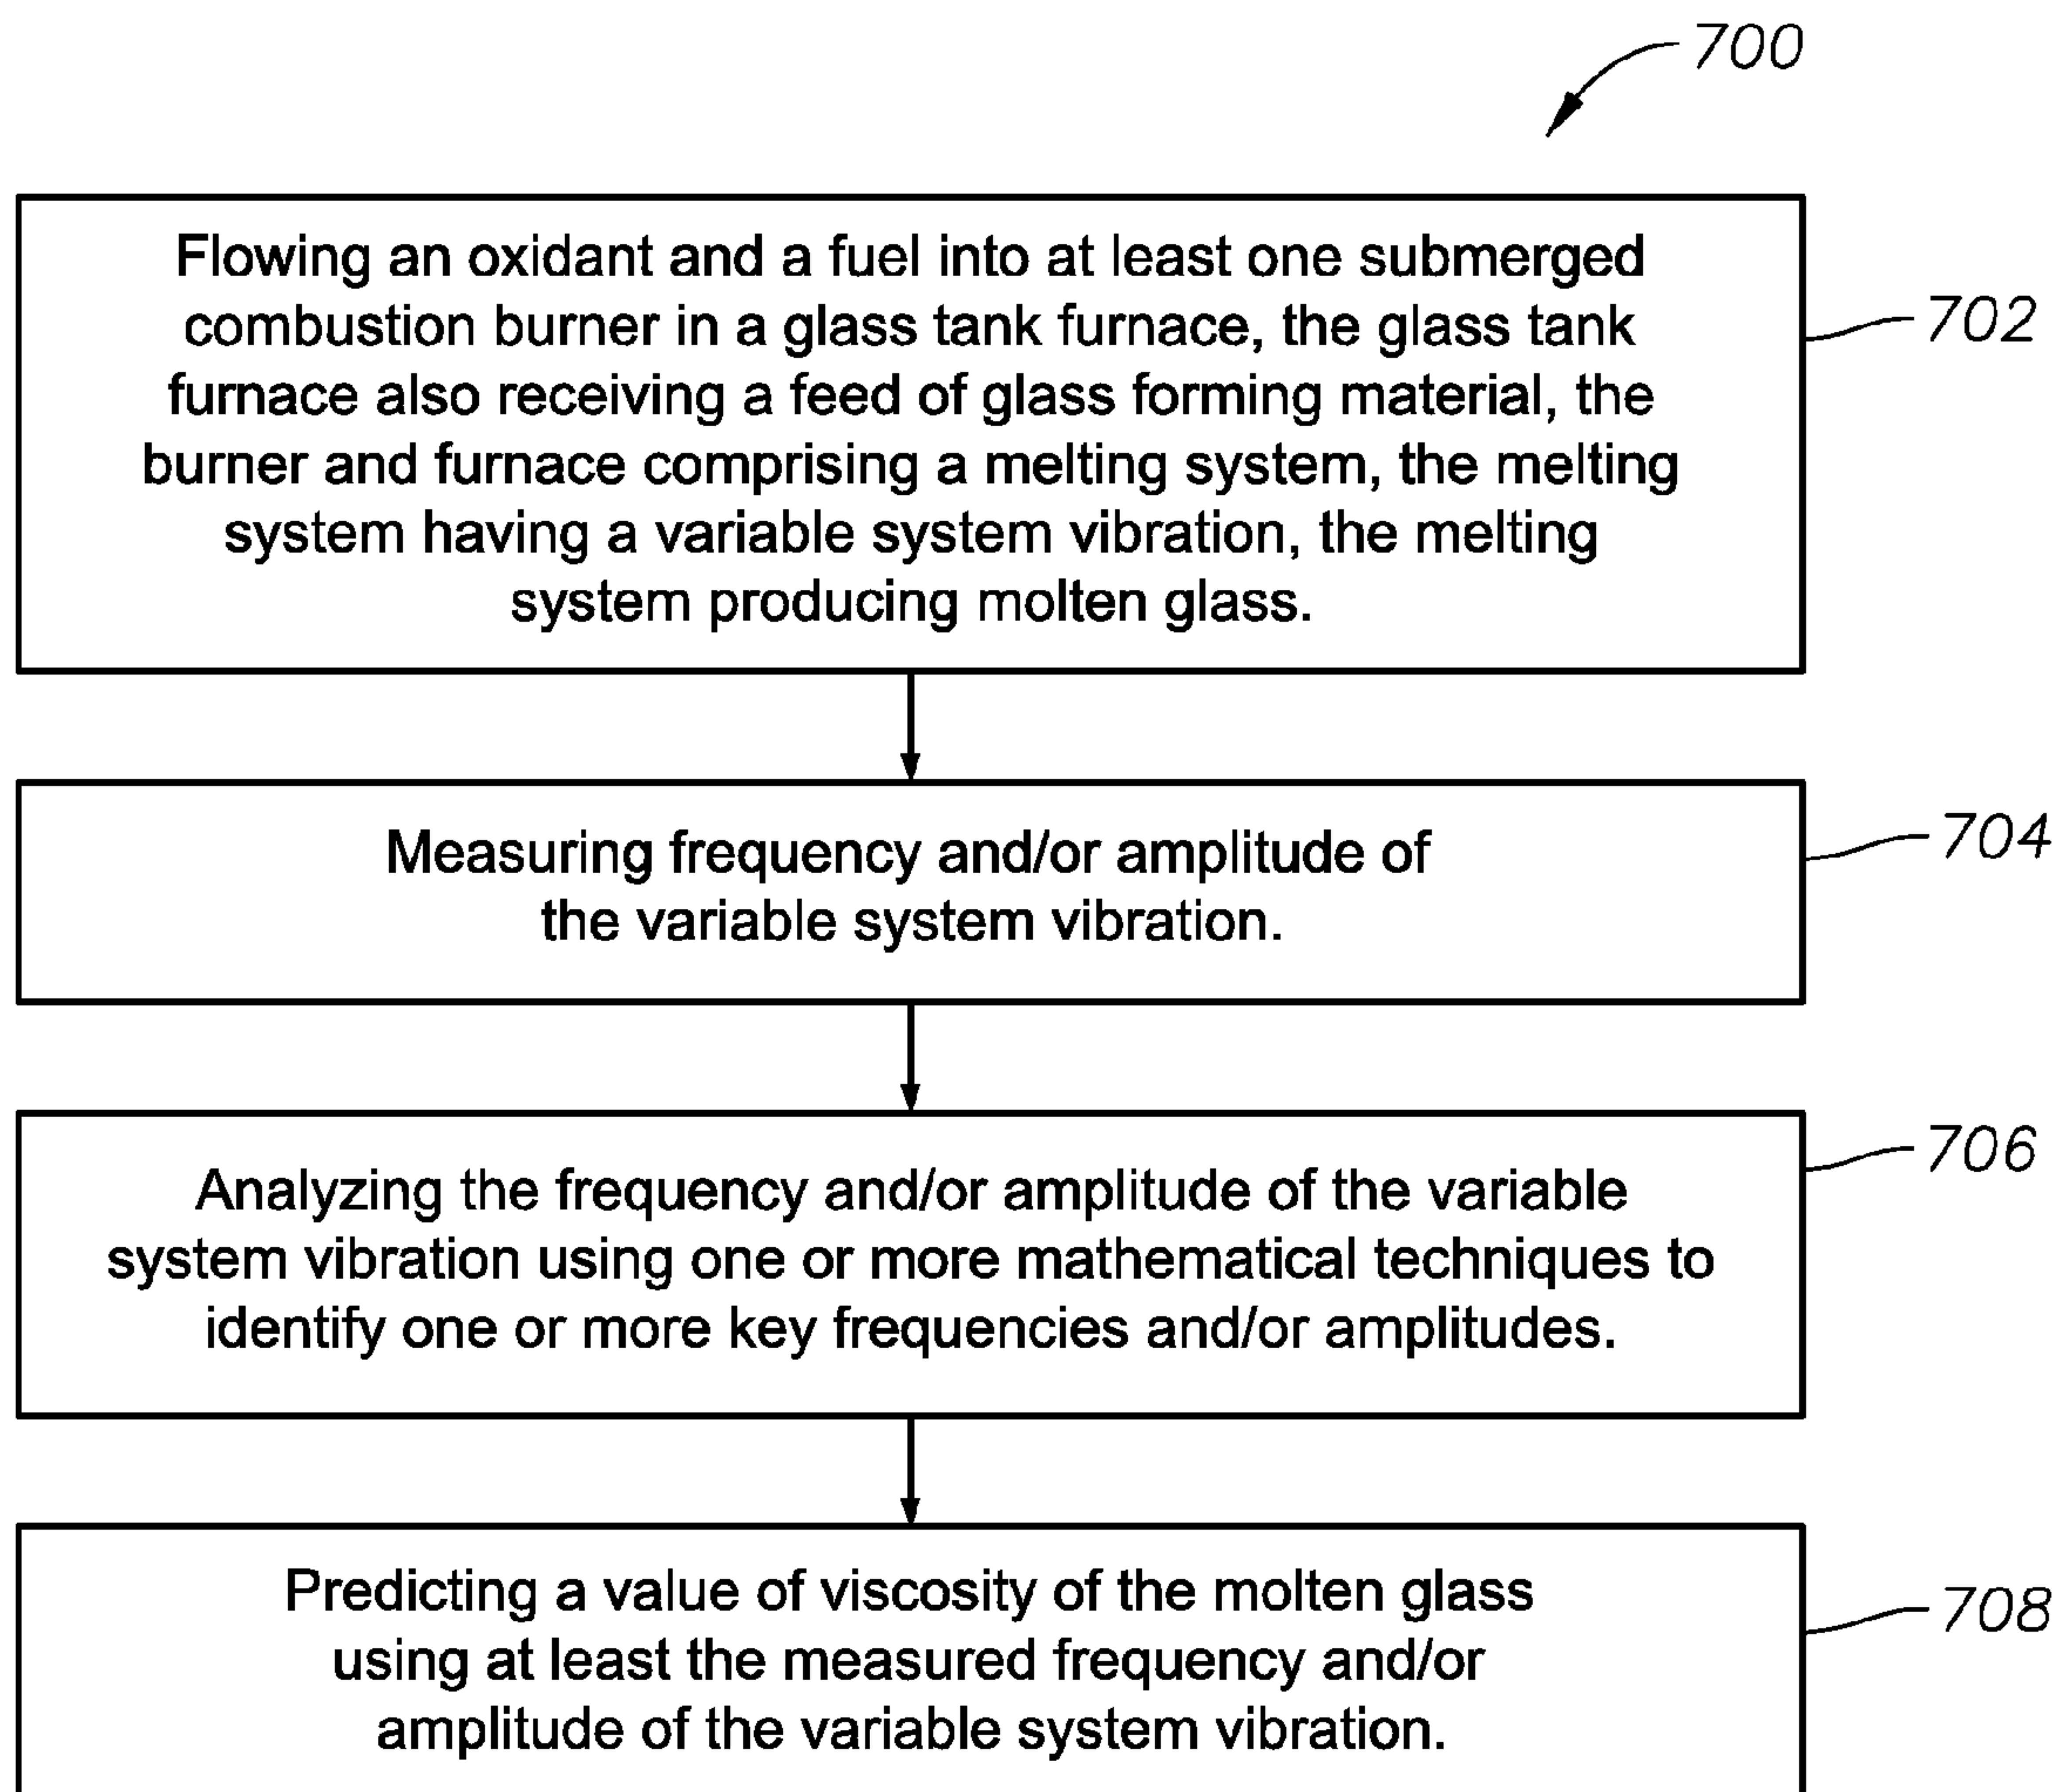 700
Flowing an oxidant and a fuel into at least one submerged
combustion burner in a glass tank furnace, the glass tank
furnace also receiving a feed of glass forming material, the
burner and furnace comprising a melting system, the melting
system having a variable system vibration, the melting
system producing molten glass.
702
Measuring frequency and/or amplitude of
the variable system vibration.
704
Analyzing the frequency and/or amplitude of the variable
system vibration using one or more mathematical techniques to
identify one or more key frequencies and/or amplitudes.
706
Predicting a value of viscosity of the molten glass
using at least the measured frequency and/or
amplitude of the variable system vibration.
708